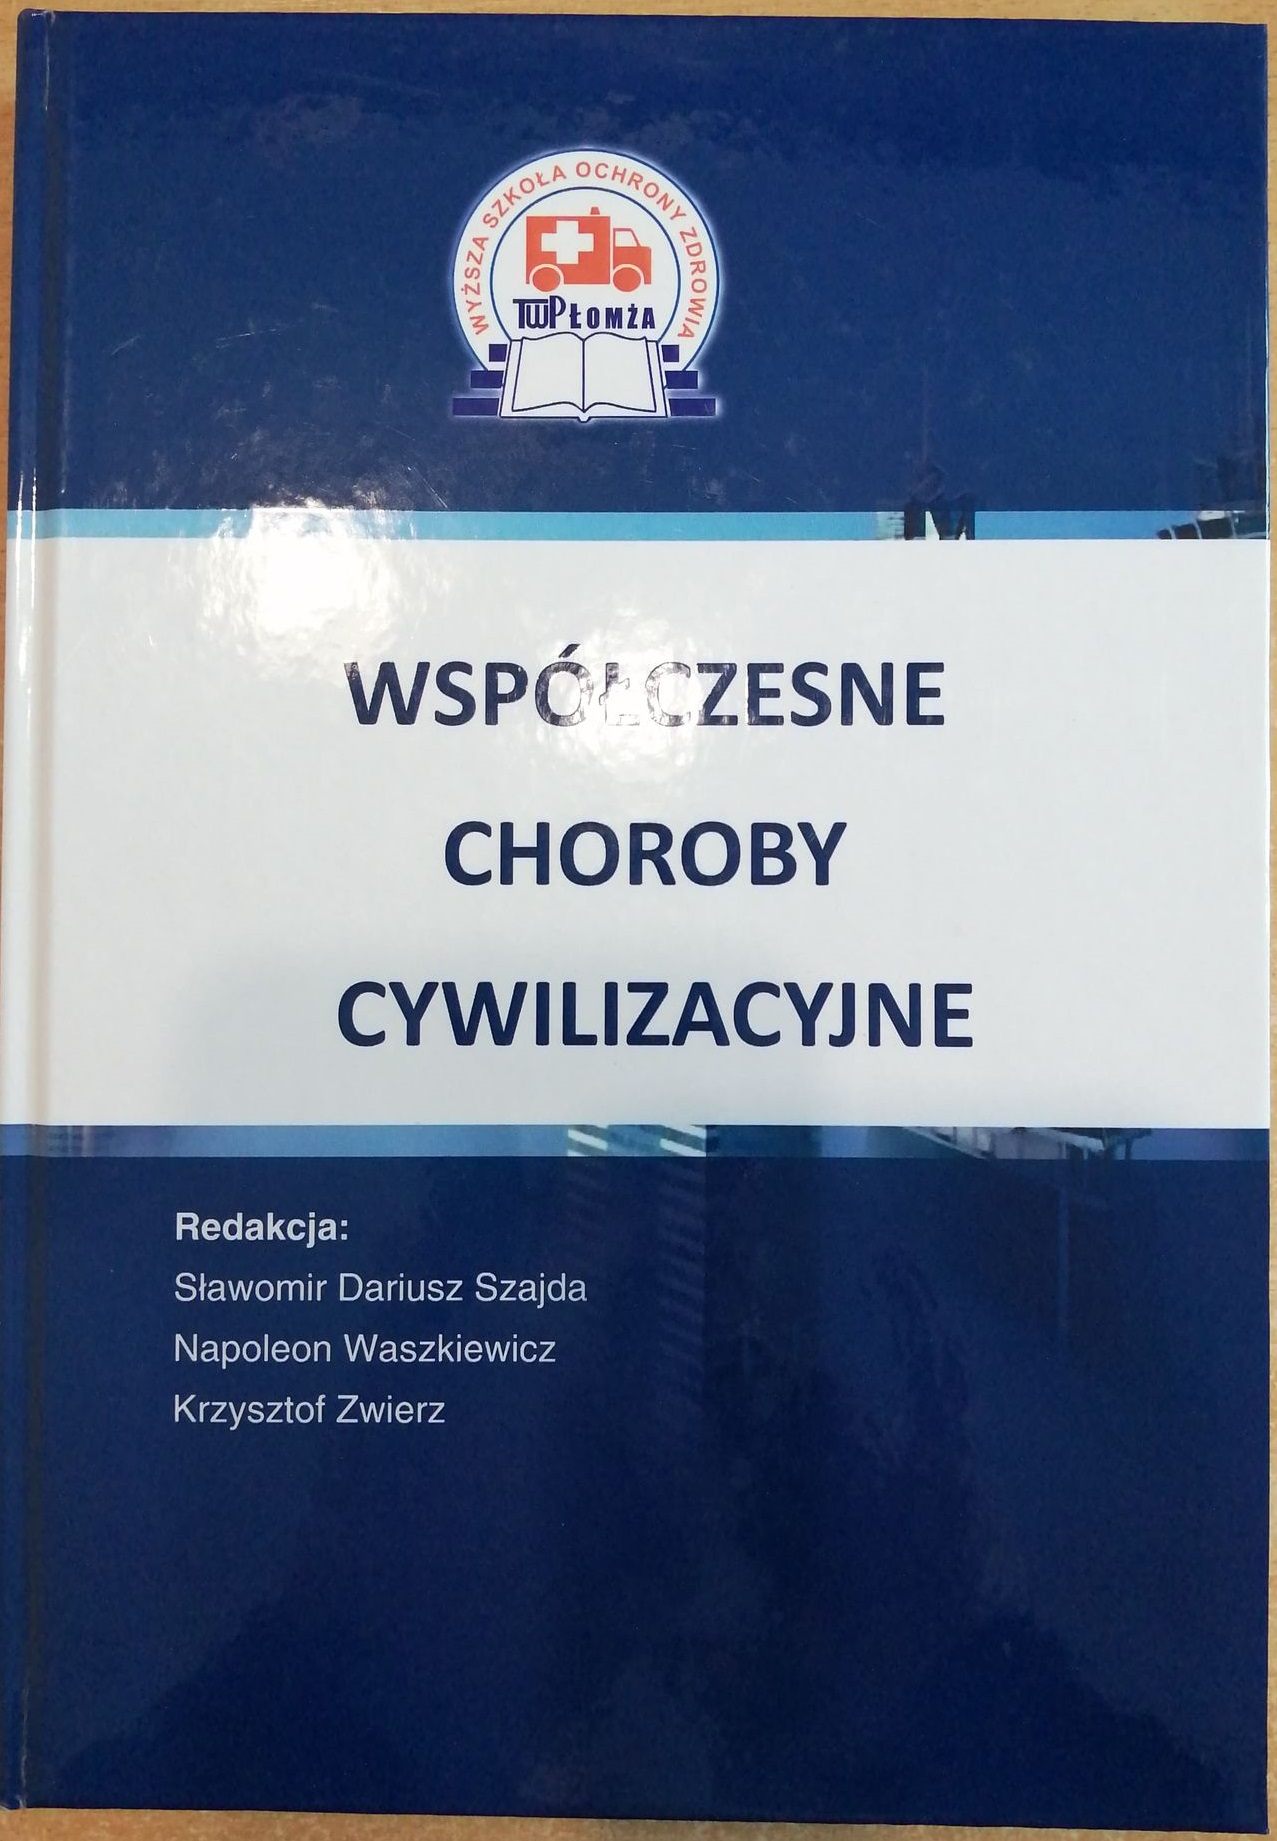 WYŻSZA SZKOŁA OCHRONY ZDROWIA
TWP ŁOMŻA
WSPÓŁCZESNE
CHOROBY
CYWILIZACYJNE
Redakcja:
Sławomir Dariusz Szajda
Napoleon Waszkiewicz
Krzysztof Zwierz